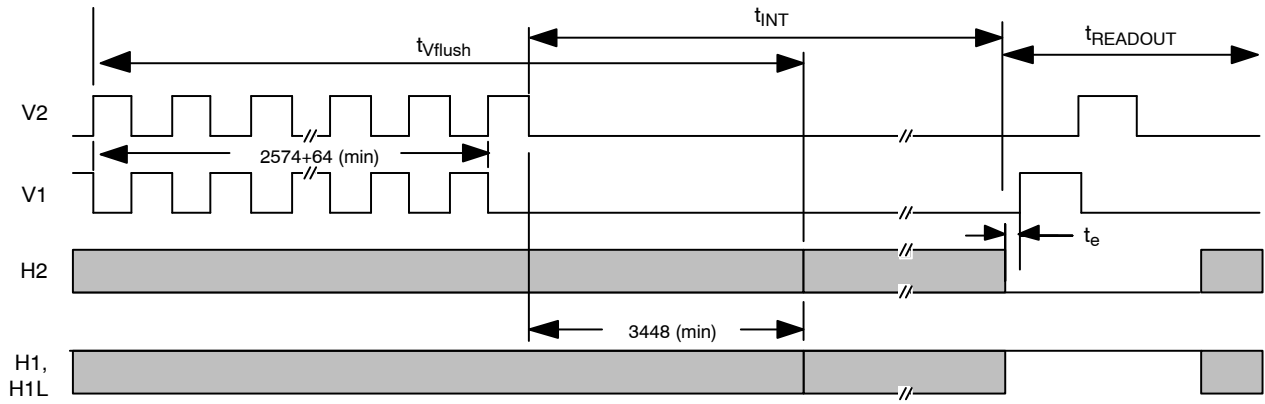 tINT
tVflush
tREADOUT
V2
2574+64 (min)
V1
te
H2
3448 (min)
H1,
H1L